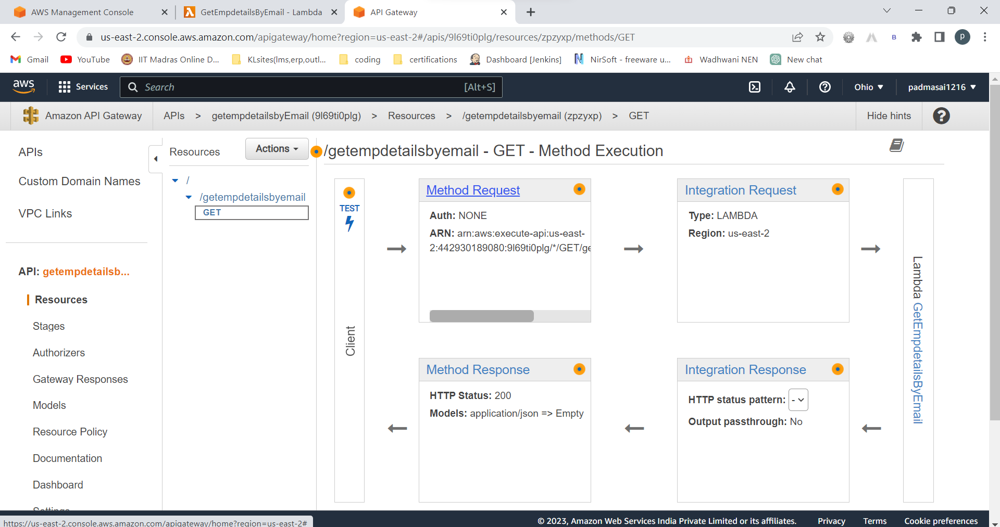 AWS Management Console
GetEmpdetailsByEmail - Lambda
API Gateway
us-east-2.console.aws.amazon.com/apigateway/home?region=us-east-2#/apis/9l69ti0plg/resources/zpzyxp/methods/GET
B
p
Gmail
YouTube
IIT Madras Online D...
KLsites(lms,erp,outl...
coding
certifications
Dashboard [Jenkins]
NirSoft - freeware u...
Wadhwani NEN
New chat
aws
Services
Search
[Alt+S]
Ohio
padmasai1216
Amazon API Gateway
APIs > getempdetailsbyEmail (9l69ti0plg) > Resources > /getempdetailsbyemail (zpzyxp) > GET
Hide hints
APIs
Custom Domain Names
VPC Links
API: getempdetailsb...
Resources
Stages
Authorizers
Gateway Responses
Models
Resource Policy
Documentation
Dashboard
Settings
Resources
Actions
/
/getempdetailsbyemail
GET
/getempdetailsbyemail - GET - Method Execution
TEST
Client
Method Request
Auth: NONE
ARN: arn:aws:execute-api:us-east-
2:442930189080:9l69ti0plg/*/GET/ge
Integration Request
Type: LAMBDA
Region: us-east-2
Lambda GetEmpdetailsByEmail
Method Response
HTTP Status: 200
Models: application/json => Empty
Integration Response
HTTP status pattern: -
Output passthrough: No
https://us-east-2.console.aws.amazon.com/apigateway/home?region=us-east-2#
© 2023, Amazon Web Services India Private Limited or its affiliates.
Privacy
Terms
Cookie preferences